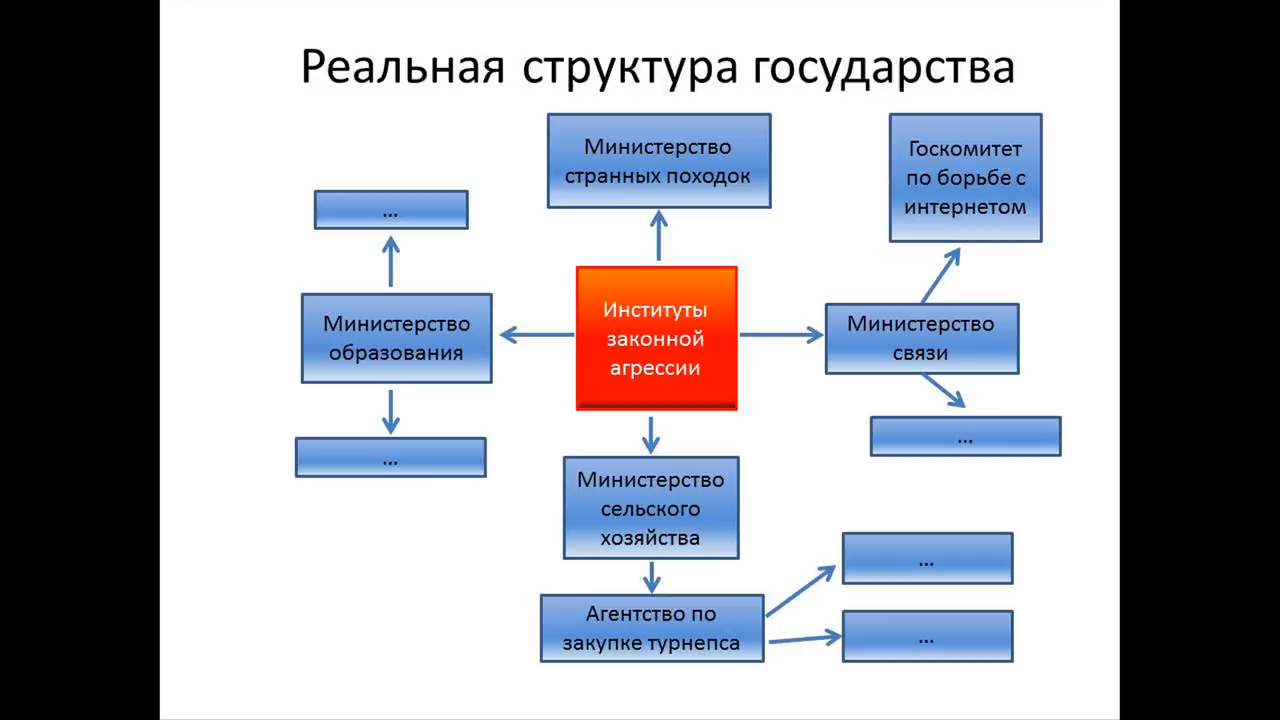 Реальная структура государства
Министерство
странных походок
Госкомитет
по борьбе с
интернетом
...
Министерство
образования
Институты
законной
агрессии
Министерство
связи
...
...
Министерство
сельского
хозяйства
...
Агентство по
закупке турнепса
...